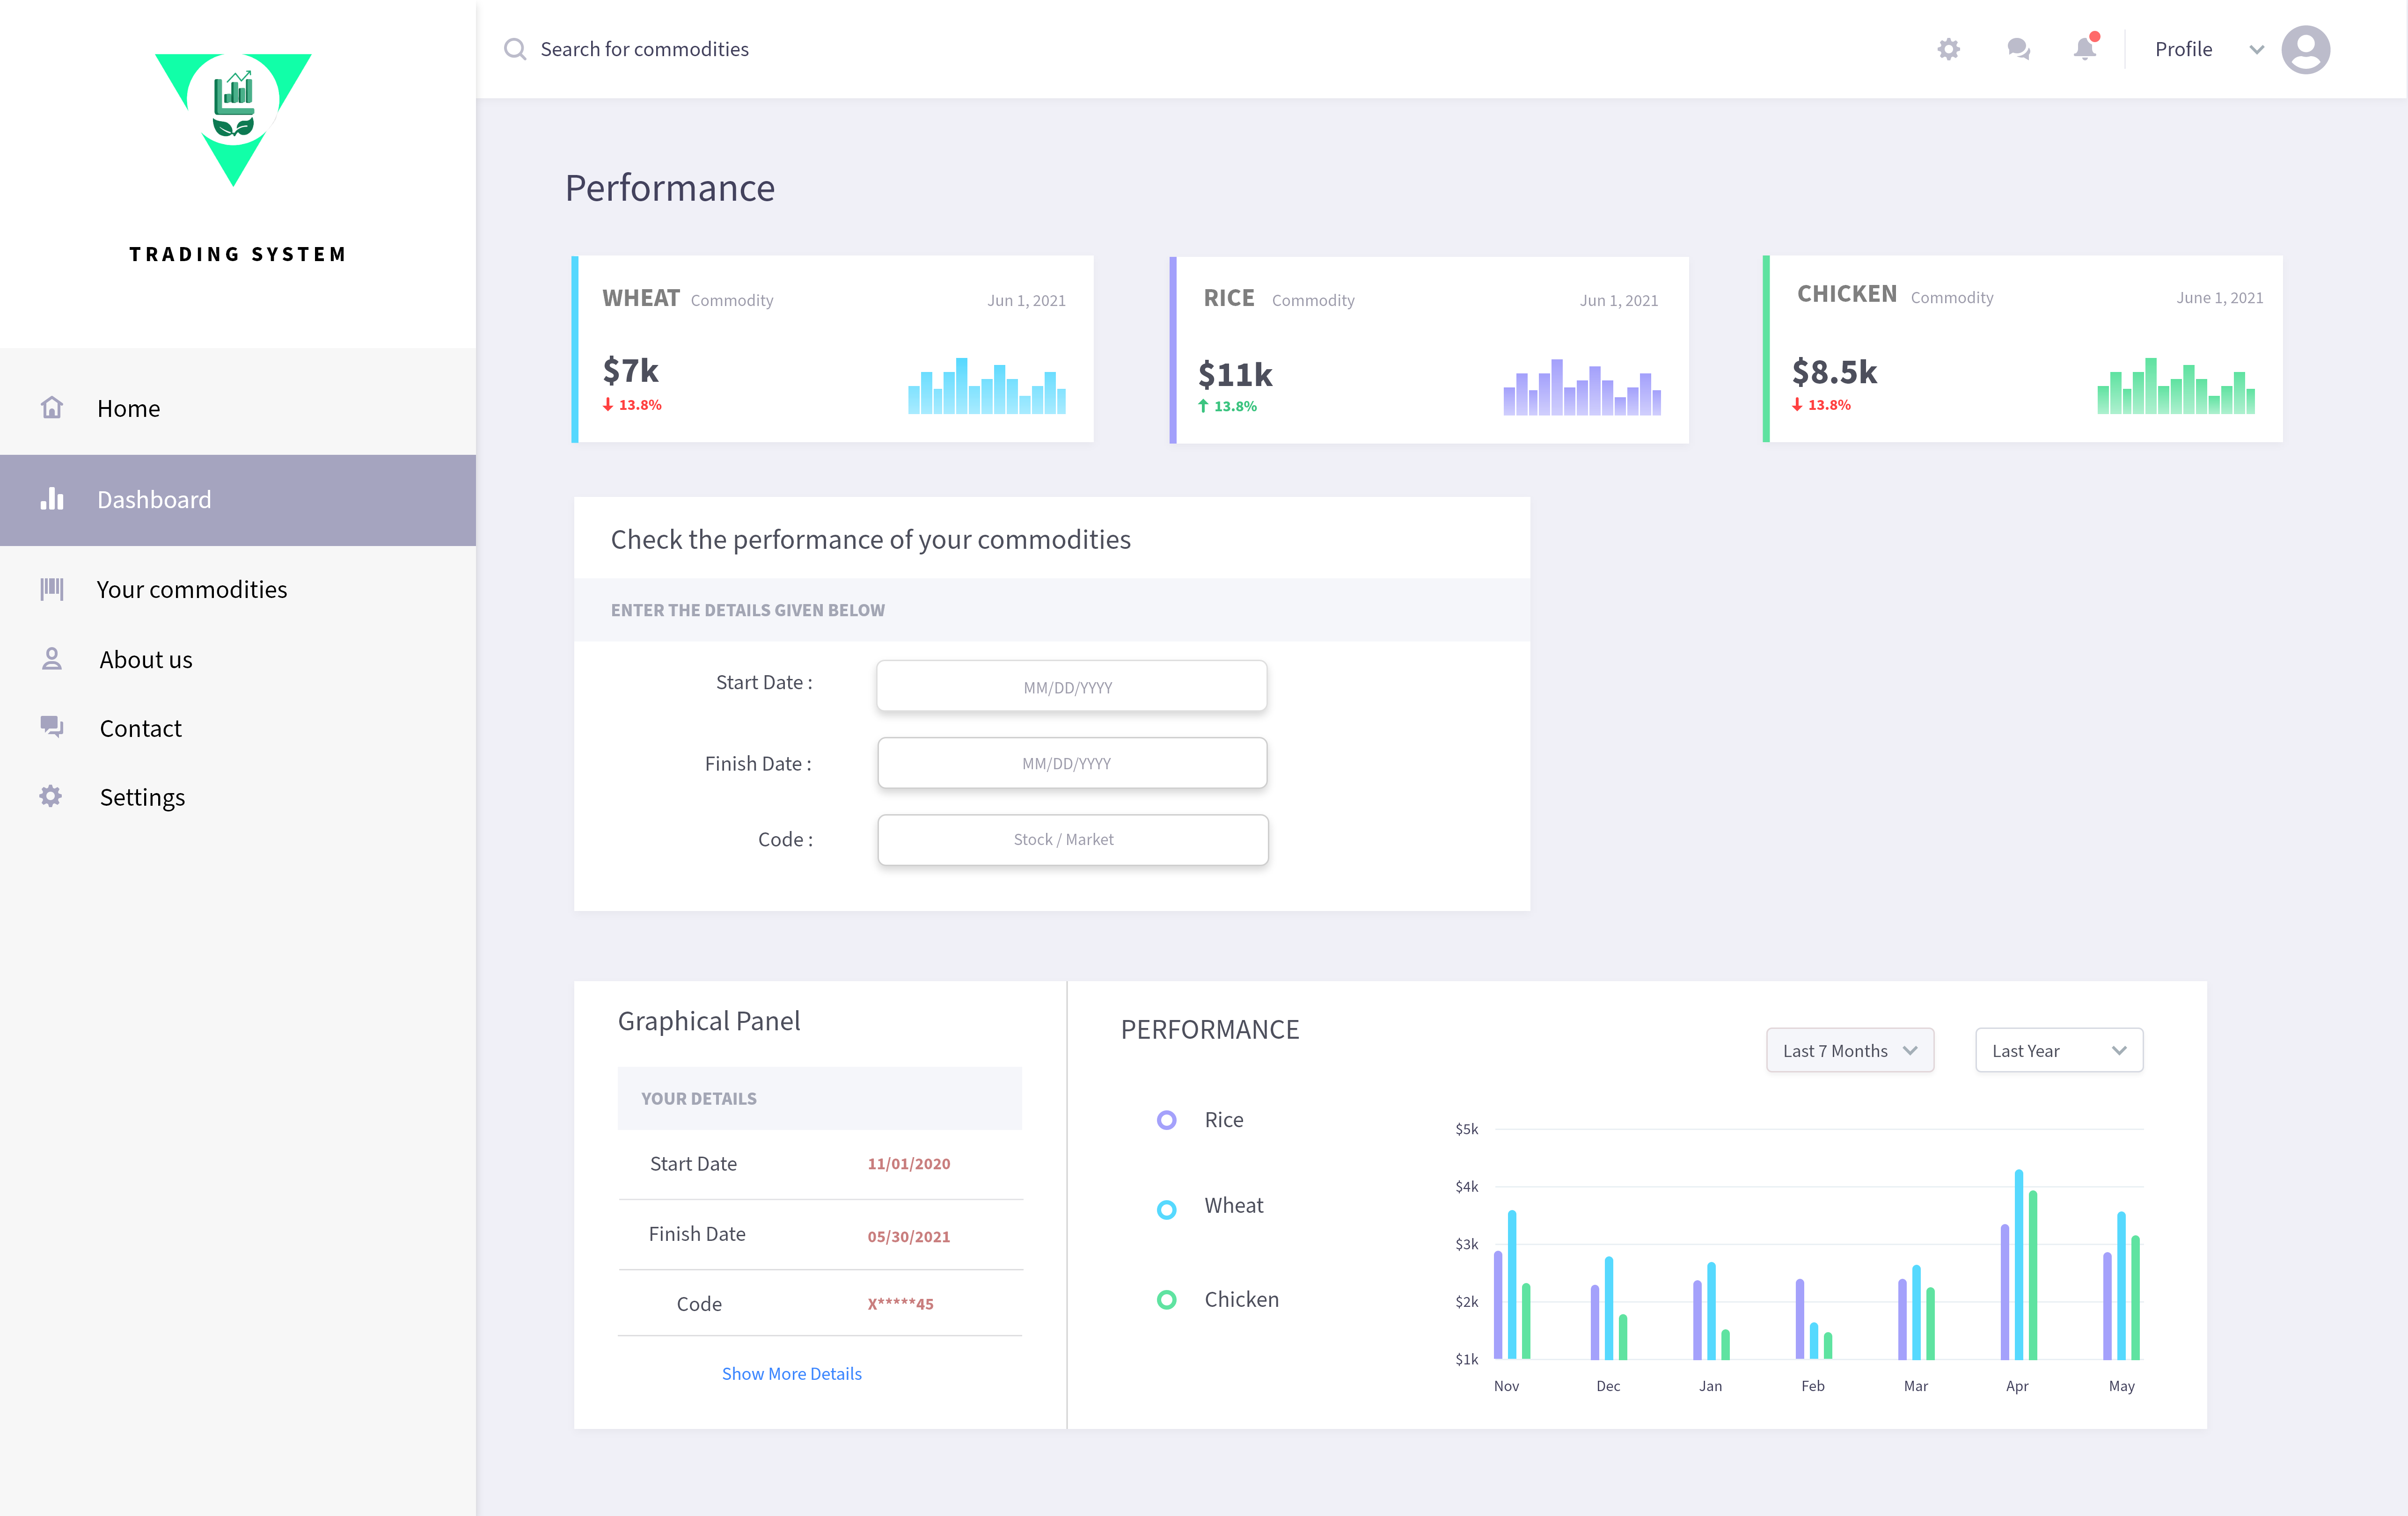 Search for commodities
Profile
TRADING SYSTEM
Home
Dashboard
Your commodities
About us
Contact
Settings
Performance
WHEAT Commodity Jun 1, 2021
$7k
13.8%
RICE Commodity Jun 1, 2021
$11k
13.8%
CHICKEN Commodity June 1, 2021
$8.5k
13.8%
Check the performance of your commodities
ENTER THE DETAILS GIVEN BELOW
Start Date : MM/DD/YYYY
Finish Date : MM/DD/YYYY
Code : Stock / Market
Graphical Panel
YOUR DETAILS
Start Date 11/01/2020
Finish Date 05/30/2021
Code X*****45
Show More Details
PERFORMANCE
Last 7 Months
Last Year
Rice
Wheat
Chicken
$5k
$4k
$3k
$2k
$1k
Nov Dec Jan Feb Mar Apr May